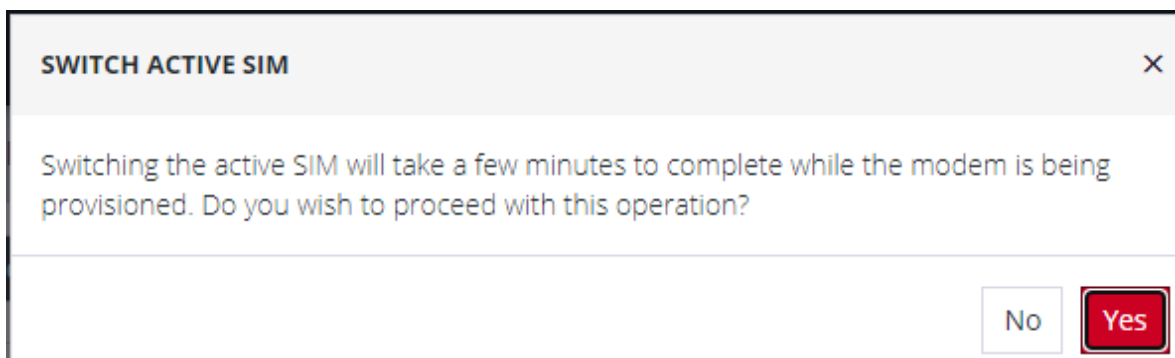 SWITCH ACTIVE SIM ×
Switching the active SIM will take a few minutes to complete while the modem is being
provisioned. Do you wish to proceed with this operation?
No Yes